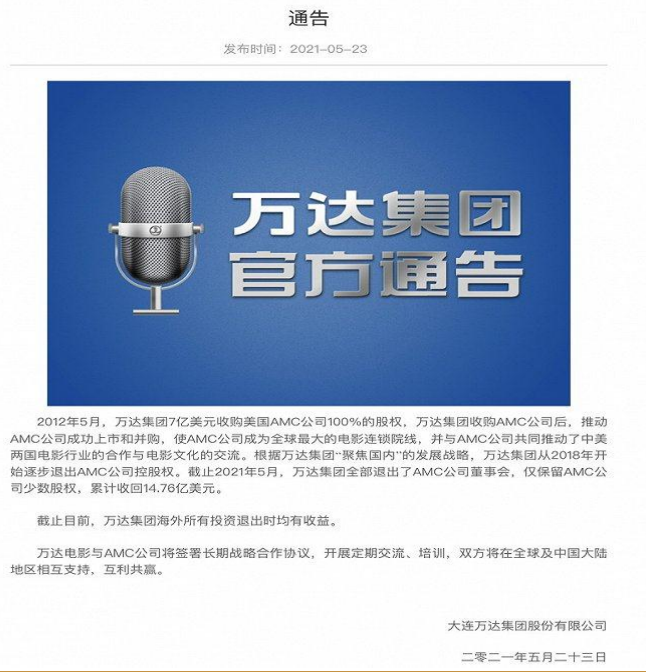 通告
发布时间：2021-05-23
万达集团
官方通告
2012年5月，万达集团7亿美元收购美国AMC公司100%的股权，万达集团收购AMC公司后，推动
AMC公司成功上市和并购，使AMC公司成为全球最大的电影连锁院线，并与AMC公司共同推动了中美
两国电影行业的合作与电影文化的交流。根据万达集团“聚焦国内”的发展战略，万达集团从2018年开
始逐步退出AMC公司控股权。截止2021年5月，万达集团全部退出了AMC公司董事会，仅保留AMC公
司少数股权，累计收回14.76亿美元。
截止目前，万达集团海外所有投资退出时均有收益。
万达电影与AMC公司将签署长期战略合作协议，开展定期交流、培训，双方将在全球及中国大陆
地区相互支持，互利共赢。
大连万达集团股份有限公司
二零二一年五月二十三日